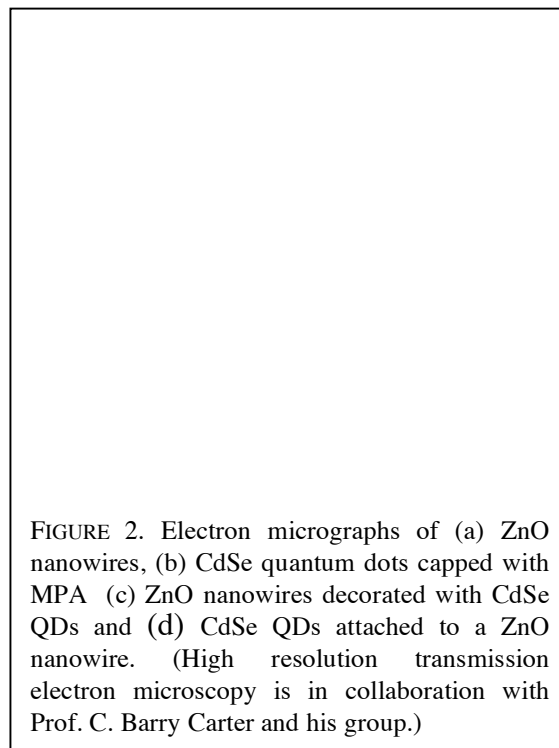 FIGURE 2. Electron micrographs of (a) ZnO
nanowires, (b) CdSe quantum dots capped with
MPA (c) ZnO nanowires decorated with CdSe
QDs and (d) CdSe QDs attached to a ZnO
nanowire. (High resolution transmission
electron microscopy is in collaboration with
Prof. C. Barry Carter and his group.)